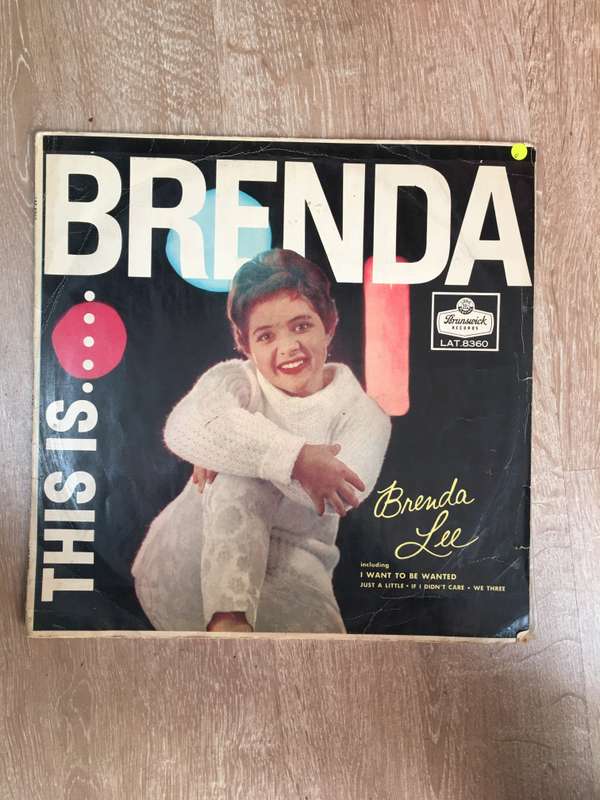 BRENDA
THIS IS......
Brunswick
RECORDS
LAT.8360
Brenda
Lee
including
I WANT TO BE WANTED
JUST A LITTLE • IF I DIDN'T CARE • WE THREE